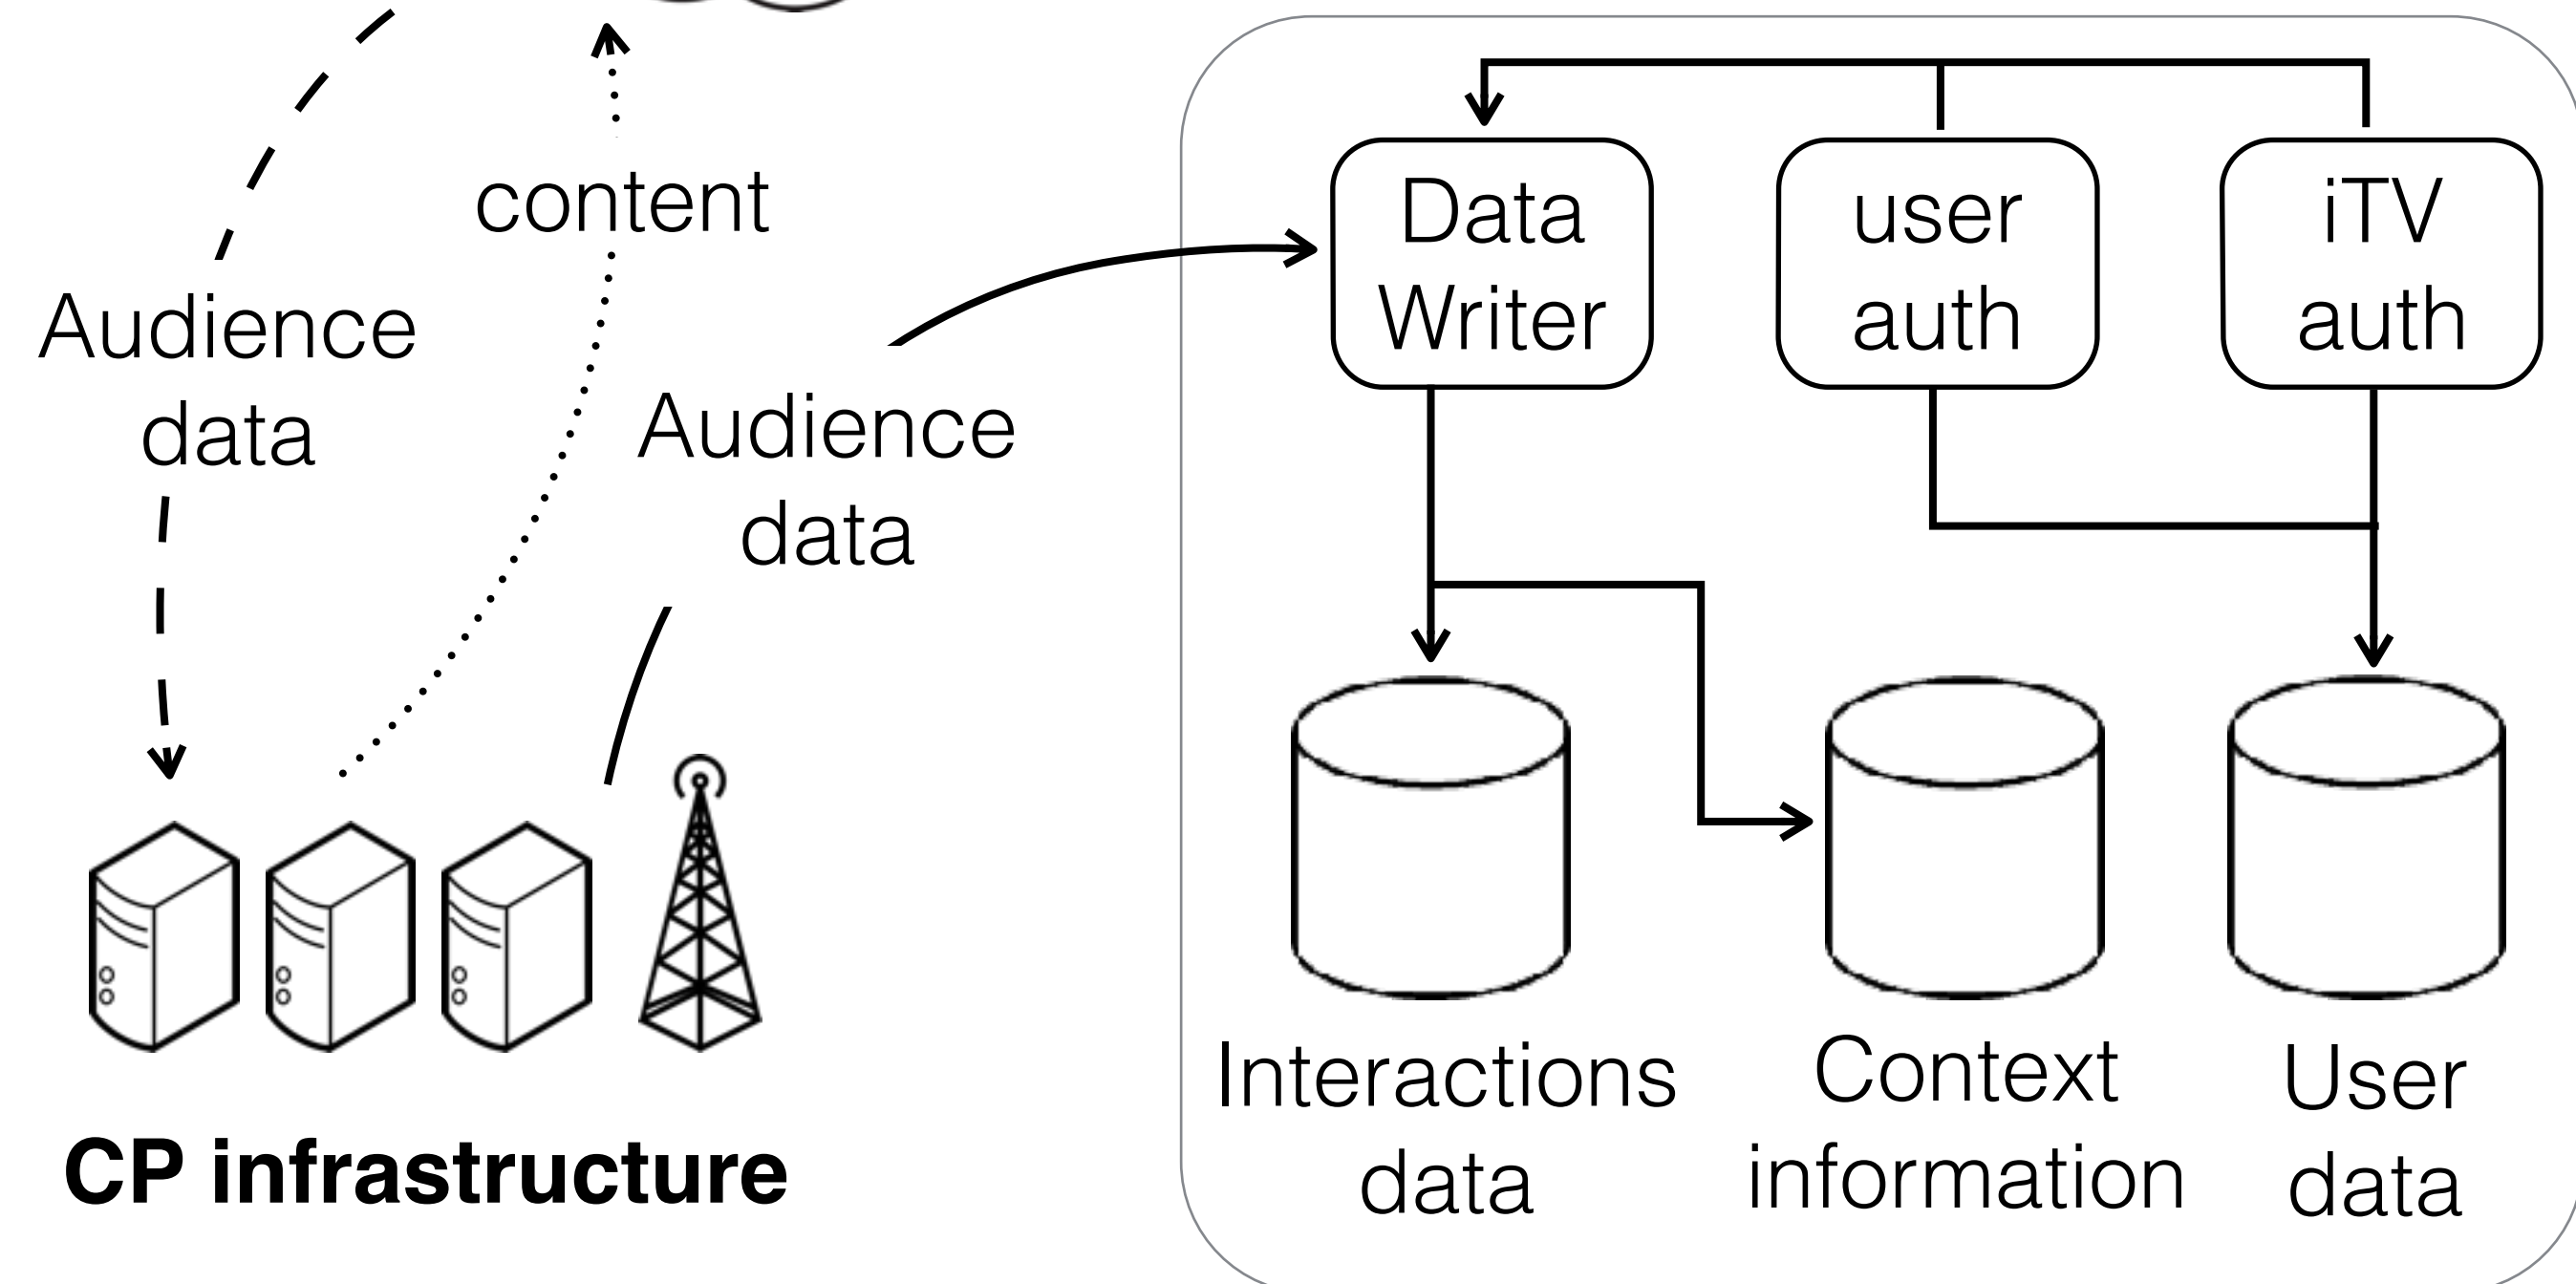 content
Audience
data
Audience
data
CP infrastructure
Data
Writer
user
auth
iTV
auth
Interactions
data
Context
information
User
data